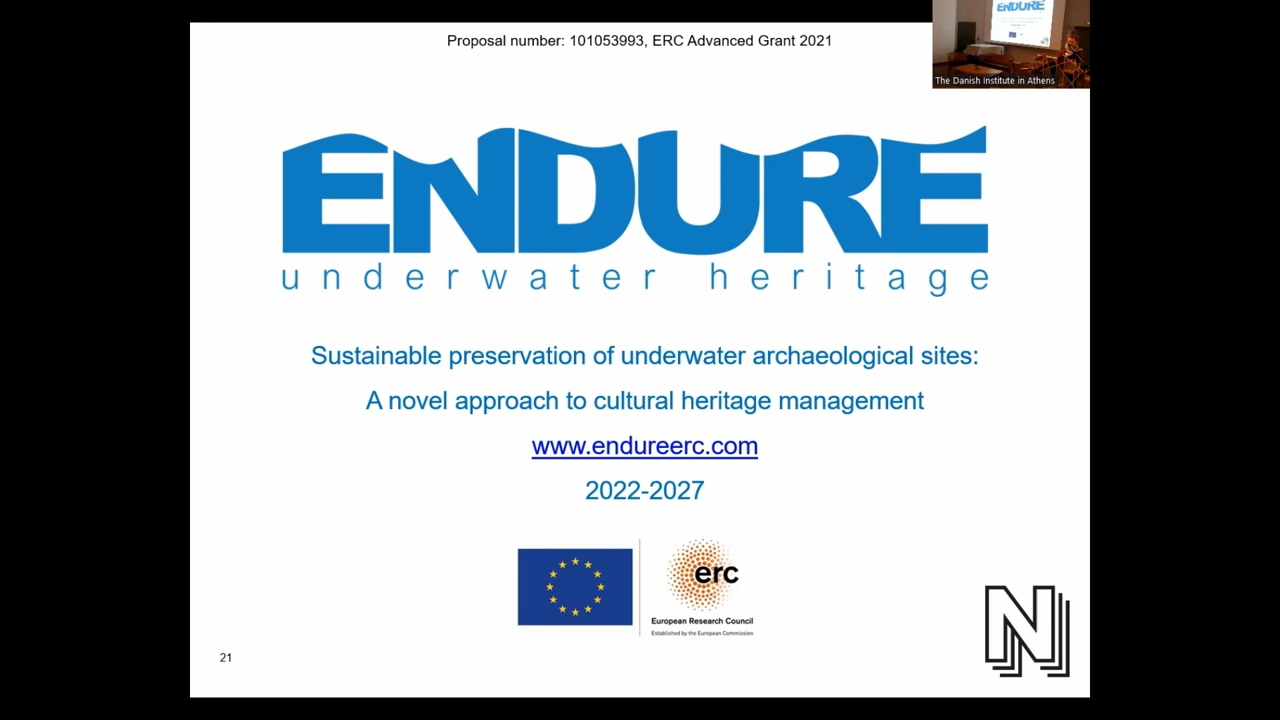 Proposal number: 101053993, ERC Advanced Grant 2021
ENDURE
The Danish Institute in Athens
ENDURE
underwater heritage
Sustainable preservation of underwater archaeological sites:
A novel approach to cultural heritage management
www.endureerc.com
2022-2027
erc
European Research Council
Established by the European Commission
N
21